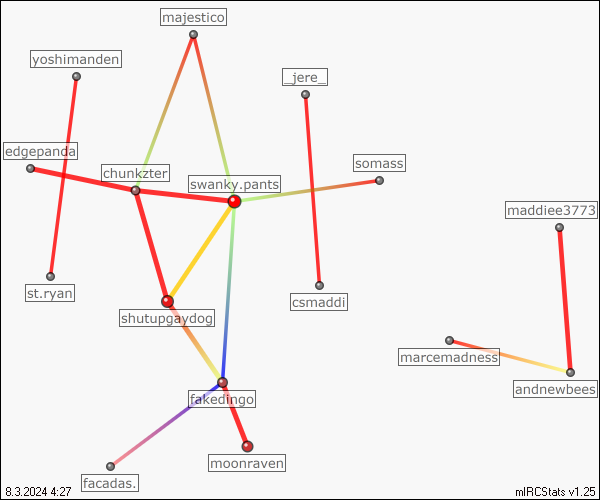 majestico
yoshimanden
_jere_
edgepanda
somass
chunkzter
swanky.pants
maddiee3773
st.ryan
csmaddi
shutupgaydog
marcemadness
andnewbees
fakedingo
moonraven
facadas.
8.3.2024 4:27
mIRCStats v1.25